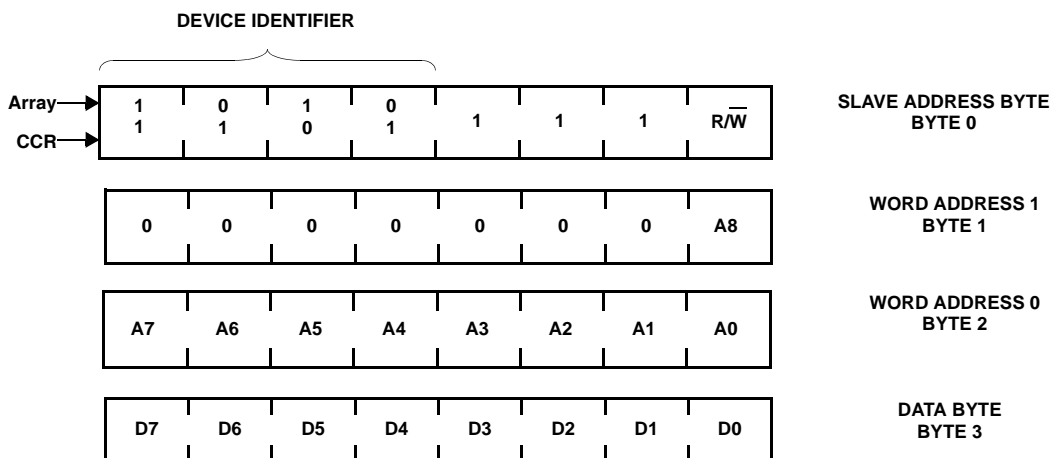 DEVICE IDENTIFIER
Array 1 0 1 0
CCR 1 1 0 1 1 1 1 R/W̅
SLAVE ADDRESS BYTE
BYTE 0
0 0 0 0 0 0 0 A8
WORD ADDRESS 1
BYTE 1
A7 A6 A5 A4 A3 A2 A1 A0
WORD ADDRESS 0
BYTE 2
D7 D6 D5 D4 D3 D2 D1 D0
DATA BYTE
BYTE 3